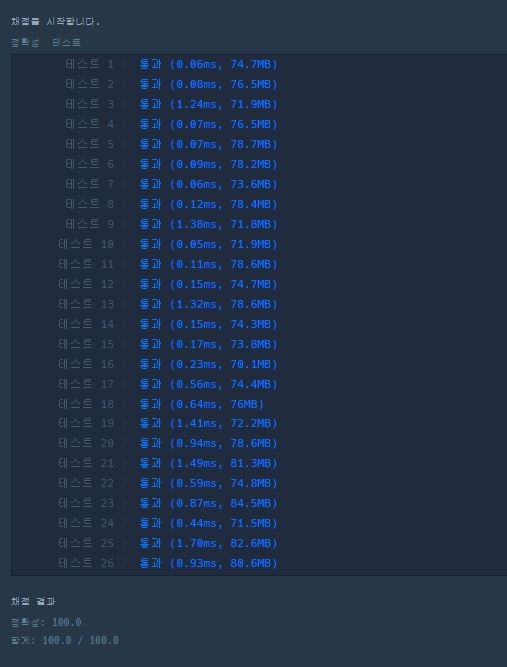 채점을 시작합니다.
정확성 테스트
테스트 1 〉 통과 (0.06ms, 74.7MB)
테스트 2 〉 통과 (0.08ms, 76.5MB)
테스트 3 〉 통과 (1.24ms, 71.9MB)
테스트 4 〉 통과 (0.07ms, 76.5MB)
테스트 5 〉 통과 (0.07ms, 78.7MB)
테스트 6 〉 통과 (0.09ms, 78.2MB)
테스트 7 〉 통과 (0.06ms, 73.6MB)
테스트 8 〉 통과 (0.12ms, 78.4MB)
테스트 9 〉 통과 (1.38ms, 71.8MB)
테스트 10 〉 통과 (0.05ms, 71.9MB)
테스트 11 〉 통과 (0.11ms, 78.6MB)
테스트 12 〉 통과 (0.15ms, 74.7MB)
테스트 13 〉 통과 (1.32ms, 78.6MB)
테스트 14 〉 통과 (0.15ms, 74.3MB)
테스트 15 〉 통과 (0.17ms, 73.8MB)
테스트 16 〉 통과 (0.23ms, 70.1MB)
테스트 17 〉 통과 (0.56ms, 74.4MB)
테스트 18 〉 통과 (0.64ms, 76MB)
테스트 19 〉 통과 (1.41ms, 72.2MB)
테스트 20 〉 통과 (0.94ms, 78.6MB)
테스트 21 〉 통과 (1.49ms, 81.3MB)
테스트 22 〉 통과 (0.59ms, 74.8MB)
테스트 23 〉 통과 (0.87ms, 84.5MB)
테스트 24 〉 통과 (0.44ms, 71.5MB)
테스트 25 〉 통과 (1.70ms, 82.6MB)
테스트 26 〉 통과 (0.93ms, 80.6MB)
채점 결과
정확성: 100.0
합계: 100.0 / 100.0